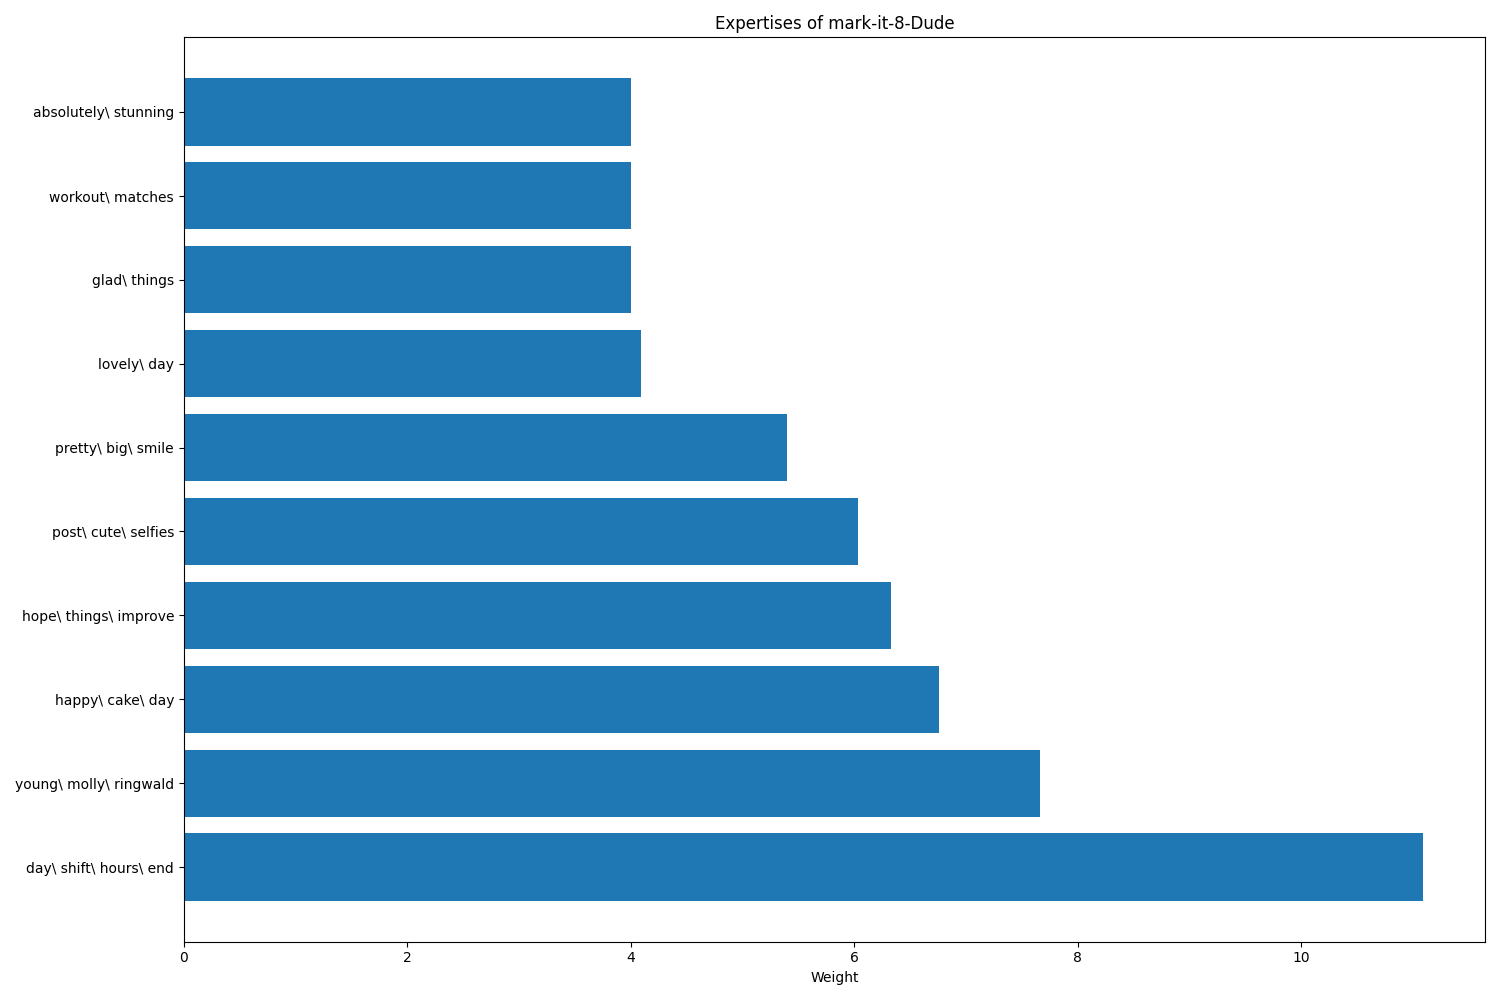 Expertises of mark-it-8-Dude
absolutely\ stunning
workout\ matches
glad\ things
lovely\ day
pretty\ big\ smile
post\ cute\ selfies
hope\ things\ improve
happy\ cake\ day
young\ molly\ ringwald
day\ shift\ hours\ end
0 2 4 6 8 10
Weight